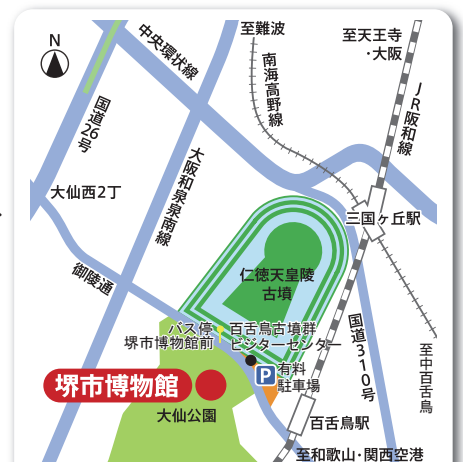 N
至難波
至天王寺
・大阪
中央環状線
南海高野線
JR阪和線
国道26号
大阪和泉泉南線
大仙西2丁
三国ヶ丘駅
御陵通
仁徳天皇陵
古墳
バス停
堺市博物館前
百舌鳥古墳群
ビジターセンター
国道310号
至中百舌鳥
P
有料
駐車場
堺市博物館
大仙公園
百舌鳥駅
至和歌山・関西空港